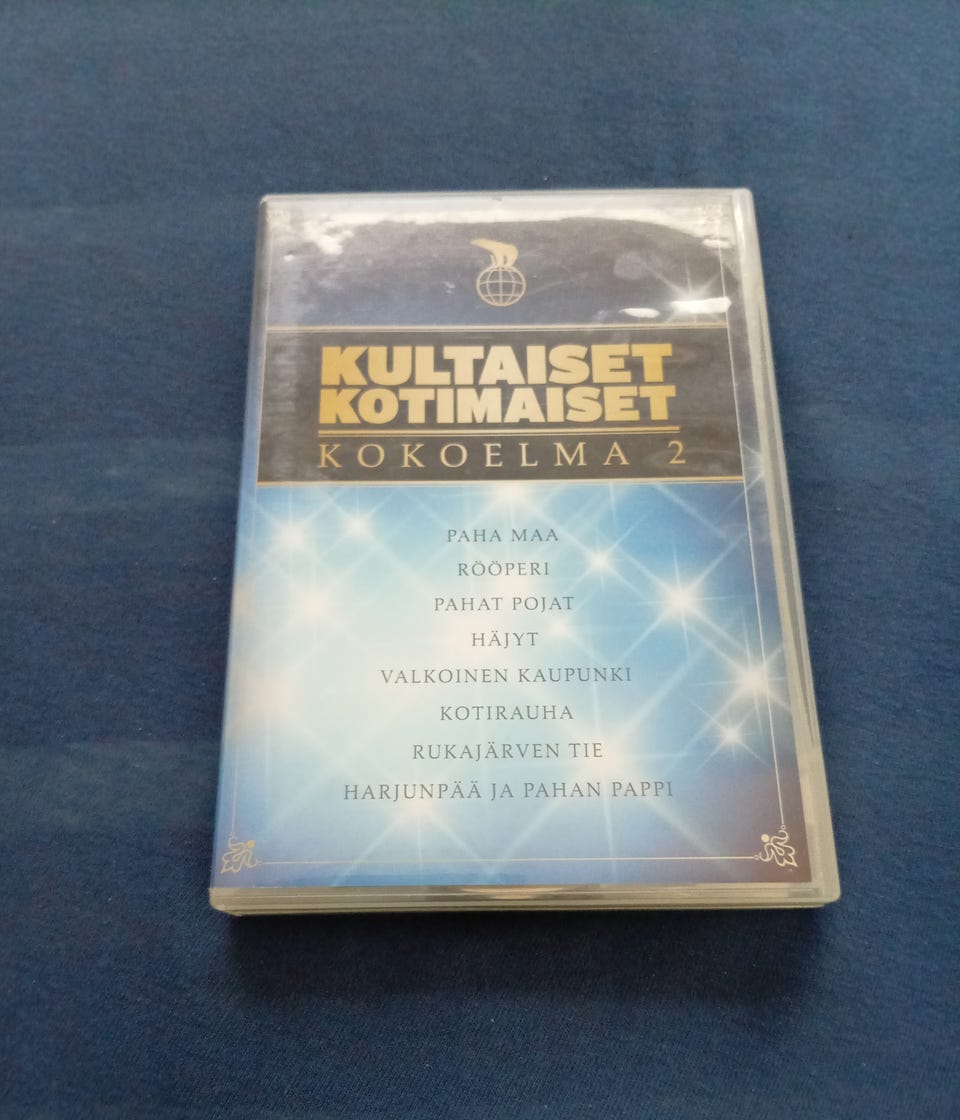 KULTAISET
KOTIMAISET
KOKOELMA 2
PAHA MAA
RÖÖPERI
PAHAT POJAT
HÄJYT
VALKOINEN KAUPUNKI
KOTIRAUHA
RUKAJÄRVEN TIE
HARJUNPÄÄ JA PAHAN PAPPI